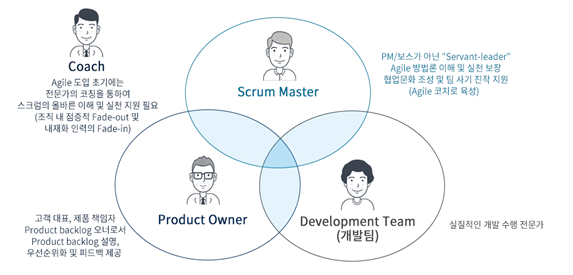 Coach
Agile 도입 초기에는
전문가의 코칭을 통하여
스크럼의 올바른 이해 및 실천 지원 필요
(조직 내 점증적 Fade-out 및
내재화 인력의 Fade-in)
Scrum Master
PM/보스가 아닌 "Servant-leader"
Agile 방법론 이해 및 실천 보장
협업문화 조성 및 팀 사기 진작 지원
(Agile 코치로 육성)
Product Owner
고객 대표, 제품 책임자
Product backlog 오너로서
Product backlog 설명,
우선순위화 및 피드백 제공
Development Team
(개발팀)
실질적인 개발 수행 전문가